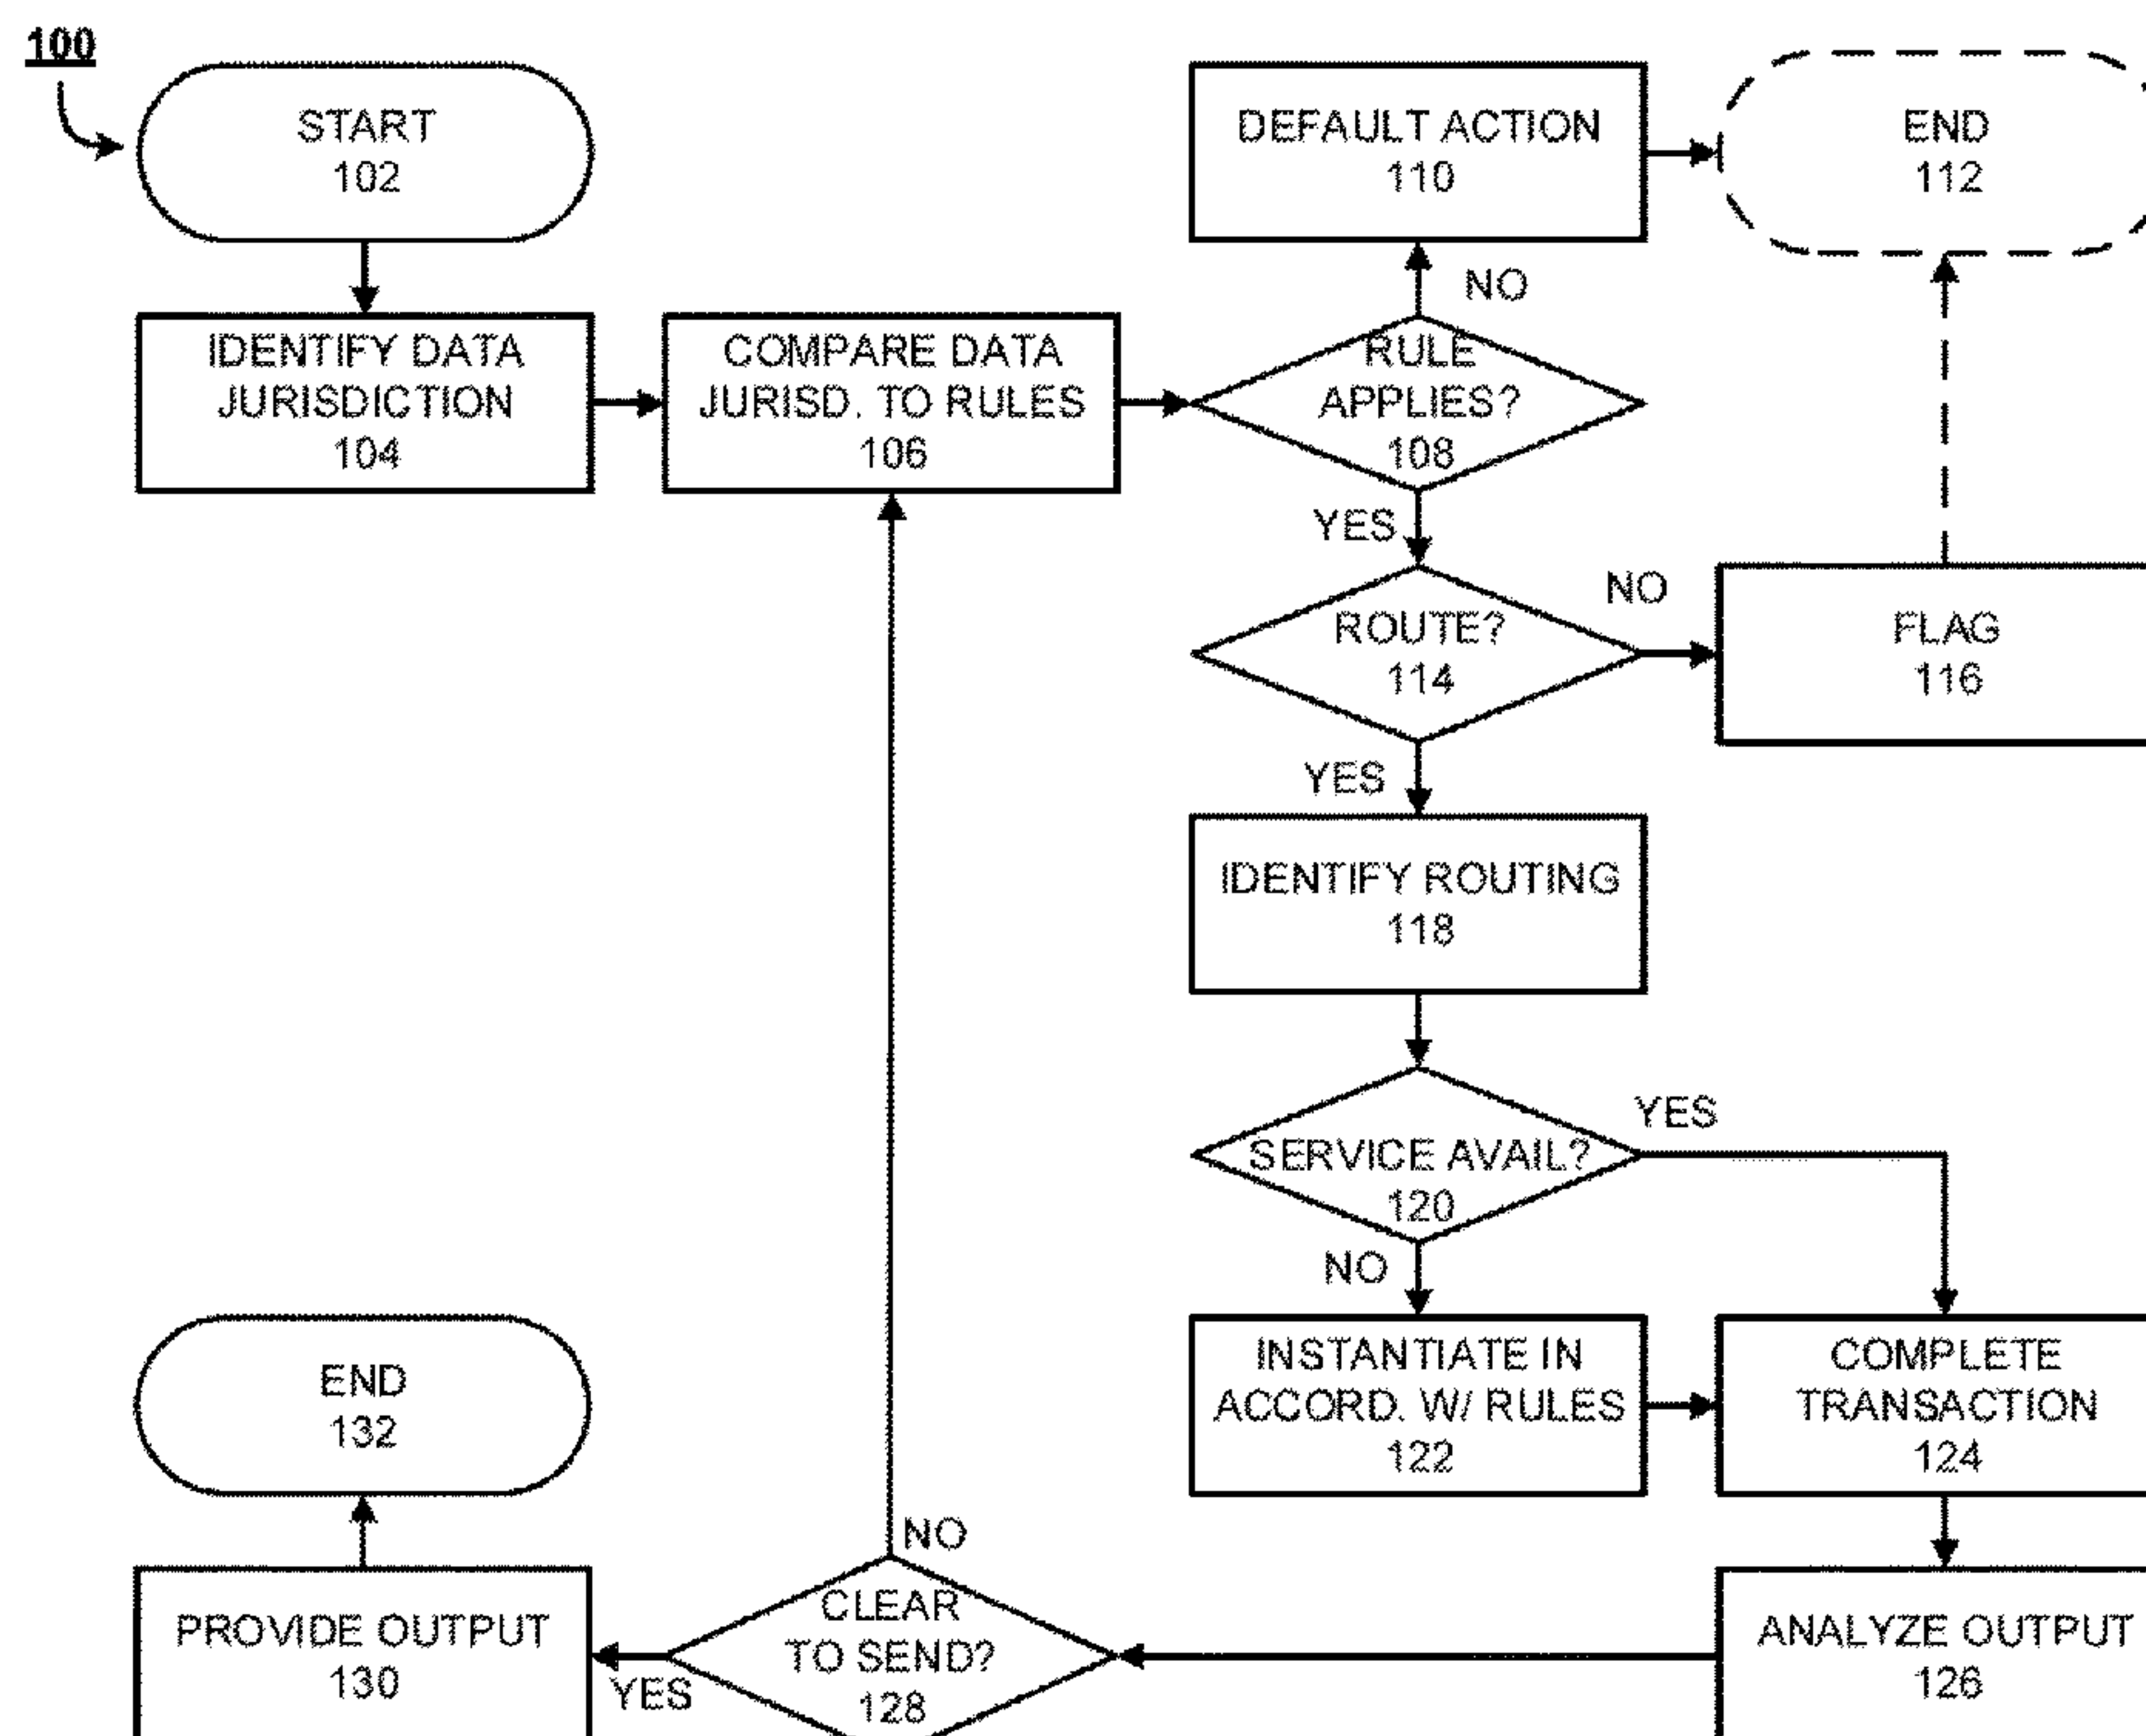 100
START
102
DEFAULT ACTION
110
END
112
NO
IDENTIFY DATA
JURISDICTION
104
COMPARE DATA
JURISD. TO RULES
106
RULE
APPLIES?
108
YES
ROUTE?
114
NO
FLAG
116
YES
IDENTIFY ROUTING
118
SERVICE AVAIL?
120
YES
NO
INSTANTIATE IN
ACCORD. W/ RULES
122
COMPLETE
TRANSACTION
124
END
132
NO
PROVIDE OUTPUT
130
YES
CLEAR
TO SEND?
128
ANALYZE OUTPUT
126